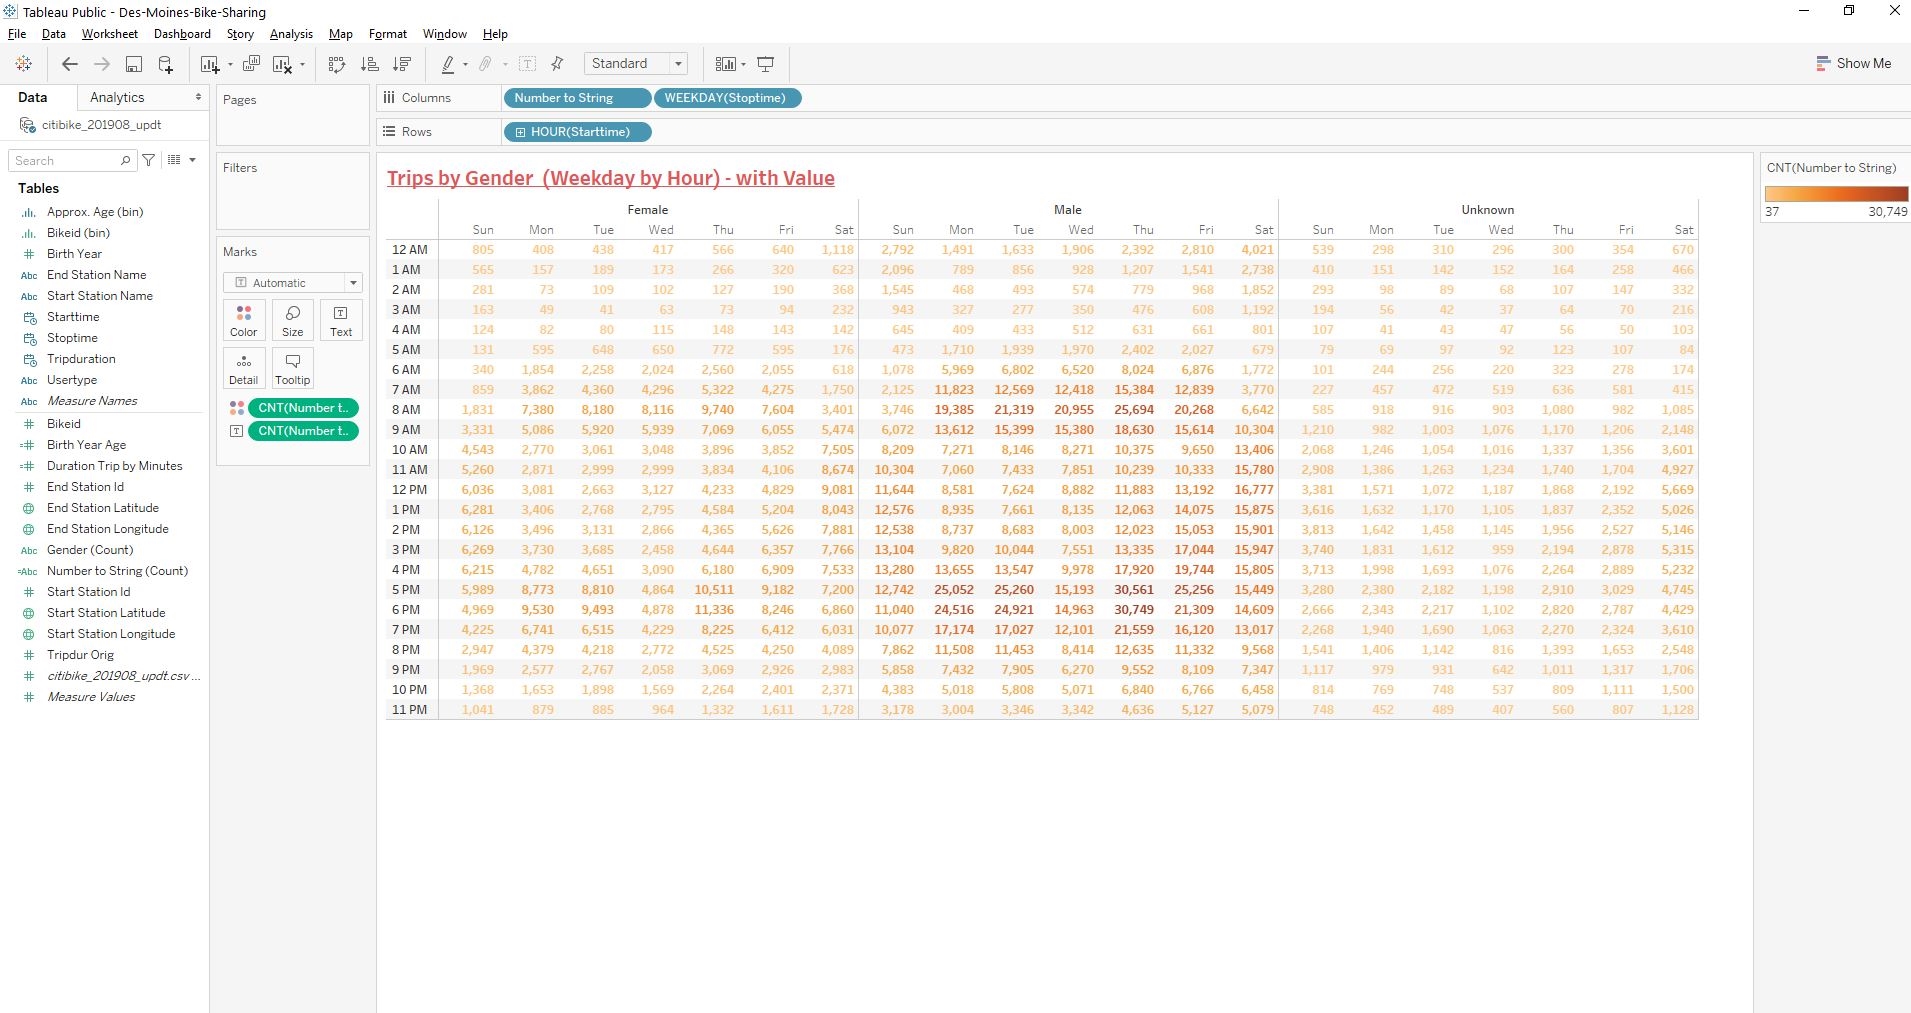 Tableau Public - Des-Moines-Bike-Sharing
File Data Worksheet Dashboard Story Analysis Map Format Window Help
Standard
Show Me
Data Analytics
citibike_201908_updt
Search
Tables
Approx. Age (bin)
Bikeid (bin)
Birth Year
Abc End Station Name
Abc Start Station Name
Starttime
Stoptime
Tripduration
Abc Usertype
Abc Measure Names
Bikeid
Birth Year Age
Duration Trip by Minutes
End Station Id
End Station Latitude
End Station Longitude
Abc Gender (Count)
=Abc Number to String (Count)
Start Station Id
Start Station Latitude
Start Station Longitude
Tripdur Orig
citibike_201908_updt.csv ...
Measure Values
Pages
Filters
Marks
T Automatic
Color Size Text
Detail Tooltip
CNT(Number t..
T CNT(Number t..
Columns Number to String WEEKDAY(Stoptime)
Rows HOUR(Starttime)
Trips by Gender (Weekday by Hour) - with Value
Female Male Unknown
Sun Mon Tue Wed Thu Fri Sat Sun Mon Tue Wed Thu Fri Sat Sun Mon Tue Wed Thu Fri Sat
12 AM 805 408 438 417 566 640 1,118 2,792 1,491 1,633 1,906 2,392 2,810 4,021 539 298 310 296 300 354 670
1 AM 565 157 189 173 266 320 623 2,096 789 856 928 1,207 1,541 2,738 410 151 142 152 164 258 466
2 AM 281 73 109 102 127 190 368 1,545 468 493 574 779 968 1,852 293 98 89 68 107 147 332
3 AM 163 49 41 63 73 94 232 943 327 277 350 476 608 1,192 194 56 42 37 64 70 216
4 AM 124 82 80 115 148 143 142 645 409 433 512 631 661 801 107 41 43 47 56 50 103
5 AM 131 595 648 650 772 595 176 473 1,710 1,939 1,970 2,402 2,027 679 79 69 97 92 123 107 84
6 AM 340 1,854 2,258 2,024 2,560 2,055 618 1,078 5,969 6,802 6,520 8,024 6,876 1,772 101 244 256 220 323 278 174
7 AM 859 3,862 4,360 4,296 5,322 4,275 1,750 2,125 11,823 12,569 12,418 15,384 12,839 3,770 227 457 472 519 636 581 415
8 AM 1,831 7,380 8,180 8,116 9,740 7,604 3,401 3,746 19,385 21,319 20,955 25,694 20,268 6,642 585 918 916 903 1,080 982 1,085
9 AM 3,331 5,086 5,920 5,939 7,069 6,055 5,474 6,072 13,612 15,399 15,380 18,630 15,614 10,304 1,210 982 1,003 1,076 1,170 1,206 2,148
10 AM 4,543 2,770 3,061 3,048 3,896 3,852 7,505 8,209 7,271 8,146 8,271 10,375 9,650 13,406 2,068 1,246 1,054 1,016 1,337 1,356 3,601
11 AM 5,260 2,871 2,999 2,999 3,834 4,106 8,674 10,304 7,060 7,433 7,851 10,239 10,333 15,780 2,908 1,386 1,263 1,234 1,740 1,704 4,927
12 PM 6,036 3,081 2,663 3,127 4,233 4,829 9,081 11,644 8,581 7,624 8,882 11,883 13,192 16,777 3,381 1,571 1,072 1,187 1,868 2,192 5,669
1 PM 6,281 3,406 2,768 2,795 4,584 5,204 8,043 12,576 8,935 7,661 8,135 12,063 14,075 15,875 3,616 1,632 1,170 1,105 1,837 2,352 5,026
2 PM 6,126 3,496 3,131 2,866 4,365 5,626 7,881 12,538 8,737 8,683 8,003 12,023 15,053 15,901 3,813 1,642 1,458 1,145 1,956 2,527 5,146
3 PM 6,269 3,730 3,685 2,458 4,644 6,357 7,766 13,104 9,820 10,044 7,551 13,335 17,044 15,947 3,740 1,831 1,612 959 2,194 2,878 5,315
4 PM 6,215 4,782 4,651 3,090 6,180 6,909 7,533 13,280 13,655 13,547 9,978 17,920 19,744 15,805 3,713 1,998 1,693 1,076 2,264 2,889 5,232
5 PM 5,989 8,773 8,810 4,864 10,511 9,182 7,200 12,742 25,052 25,260 15,193 30,561 25,256 15,449 3,280 2,380 2,182 1,198 2,910 3,029 4,745
6 PM 4,969 9,530 9,493 4,878 11,336 8,246 6,860 11,040 24,516 24,921 14,963 30,749 21,309 14,609 2,666 2,343 2,217 1,102 2,820 2,787 4,429
7 PM 4,225 6,741 6,515 4,229 8,225 6,412 6,031 10,077 17,174 17,027 12,101 21,559 16,120 13,017 2,268 1,940 1,690 1,063 2,270 2,324 3,610
8 PM 2,947 4,379 4,218 2,772 4,525 4,250 4,089 7,862 11,508 11,453 8,414 12,635 11,332 9,568 1,541 1,406 1,142 816 1,393 1,653 2,548
9 PM 1,969 2,577 2,767 2,058 3,069 2,926 2,983 5,858 7,432 7,905 6,270 9,552 8,109 7,347 1,117 979 931 642 1,011 1,317 1,706
10 PM 1,368 1,653 1,898 1,569 2,264 2,401 2,371 4,383 5,018 5,808 5,071 6,840 6,766 6,458 814 769 748 537 809 1,111 1,500
11 PM 1,041 879 885 964 1,332 1,611 1,728 3,178 3,004 3,346 3,342 4,636 5,127 5,079 748 452 489 407 560 807 1,128
CNT(Number to String)
37 30,749